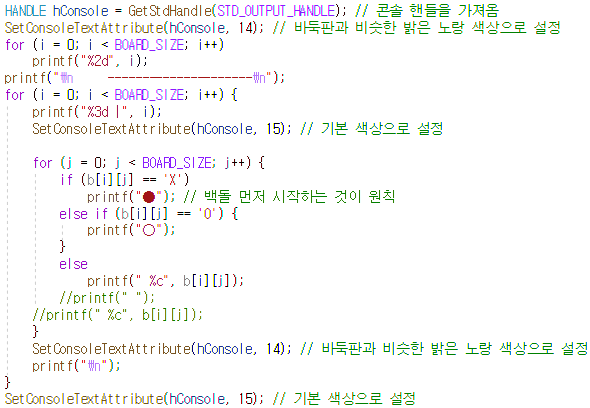 HANDLE hConsole = GetStdHandle(STD_OUTPUT_HANDLE); // 콘솔 핸들을 가져옴
SetConsoleTextAttribute(hConsole, 14); // 바둑판과 비슷한 밝은 노랑 색상으로 설정
for (i = 0; i < BOARD_SIZE; i++)
    printf("%2d", i);
printf("₩n     ---------------------₩n");
for (i = 0; i < BOARD_SIZE; i++) {
    printf("%3d |", i);
    SetConsoleTextAttribute(hConsole, 15); // 기본 색상으로 설정

    for (j = 0; j < BOARD_SIZE; j++) {
        if (b[i][j] == 'X')
            printf("●"); // 백돌 먼저 시작하는 것이 원칙
        else if (b[i][j] == 'O') {
            printf("○");
        }
        else
            printf(" %c", b[i][j]);
        //printf(" ");
    //printf(" %c", b[i][j]);
    }
    SetConsoleTextAttribute(hConsole, 14); // 바둑판과 비슷한 밝은 노랑 색상으로 설정
    printf("₩n");
}
SetConsoleTextAttribute(hConsole, 15); // 기본 색상으로 설정